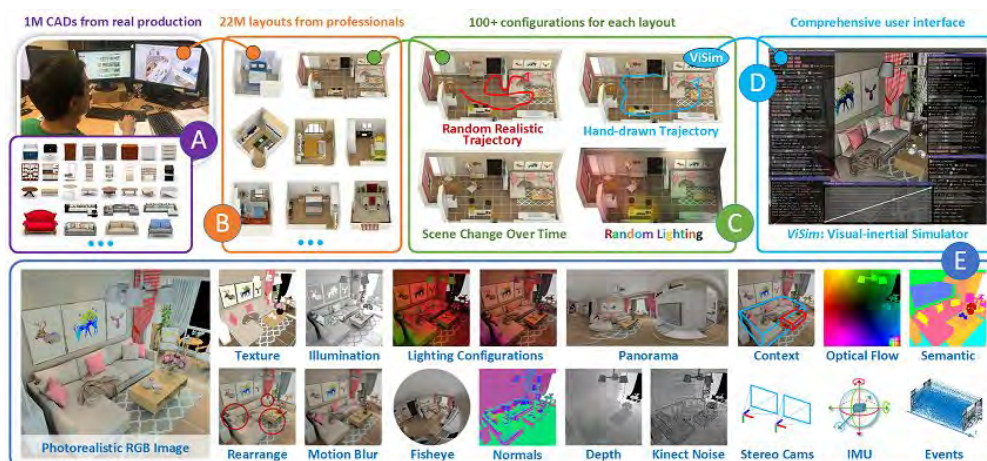 1M CADs from real production
22M layouts from professionals
100+ configurations for each layout
Comprehensive user interface
A
B
Random Realistic
Trajectory
ViSim
Hand-drawn Trajectory
Scene Change Over Time
Random Lighting
C
D
ViSim: Visual-inertial Simulator
E
Photorealistic RGB Image
Texture
Illumination
Lighting Configurations
Panorama
Context
Optical Flow
Semantic
Rearrange
Motion Blur
Fisheye
Normals
Depth
Kinect Noise
Stereo Cams
IMU
Events